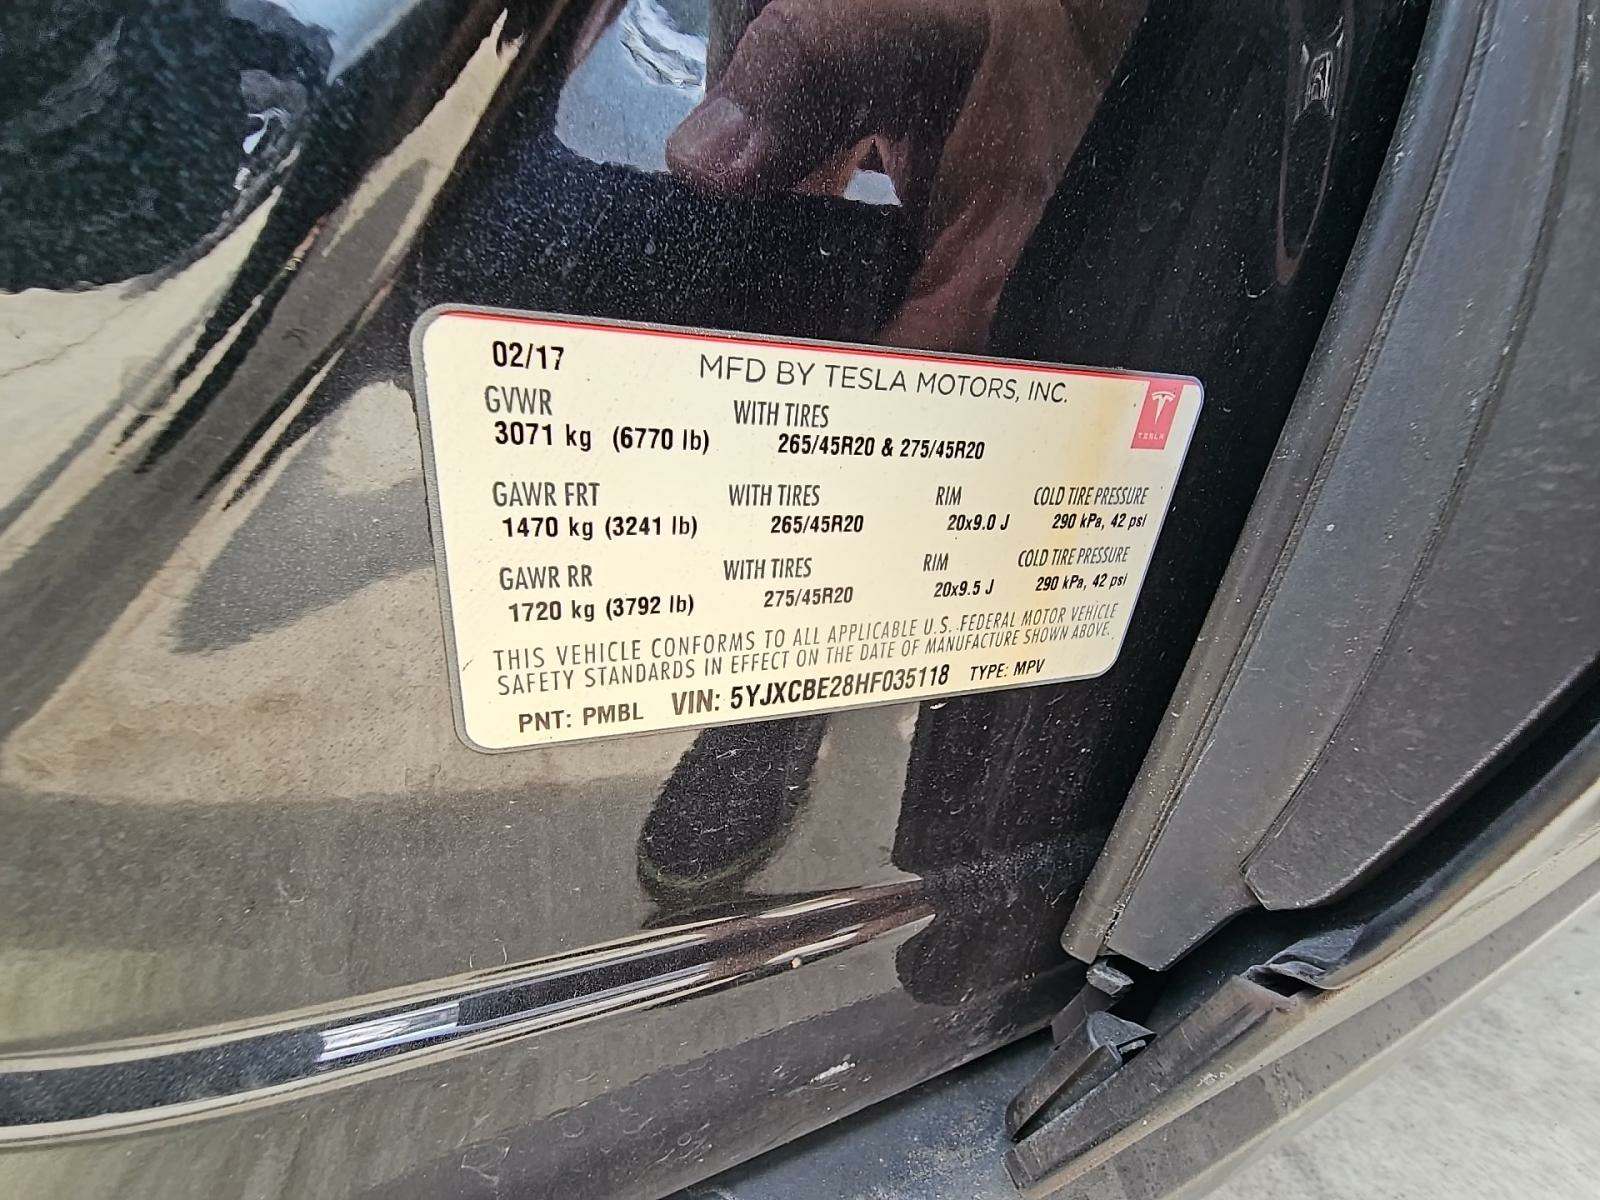 02/17 MFD BY TESLA MOTORS, INC.
TESLA
GVWR WITH TIRES
3071 kg (6770 lb) 265/45R20 & 275/45R20
GAWR FRT WITH TIRES RIM COLD TIRE PRESSURE
1470 kg (3241 lb) 265/45R20 20x9.0 J 290 kPa, 42 psi
GAWR RR WITH TIRES RIM COLD TIRE PRESSURE
1720 kg (3792 lb) 275/45R20 20x9.5 J 290 kPa, 42 psi
THIS VEHICLE CONFORMS TO ALL APPLICABLE U.S. FEDERAL MOTOR VEHICLE
SAFETY STANDARDS IN EFFECT ON THE DATE OF MANUFACTURE SHOWN ABOVE.
PNT: PMBL VIN: 5YJXCBE28HF035118 TYPE: MPV